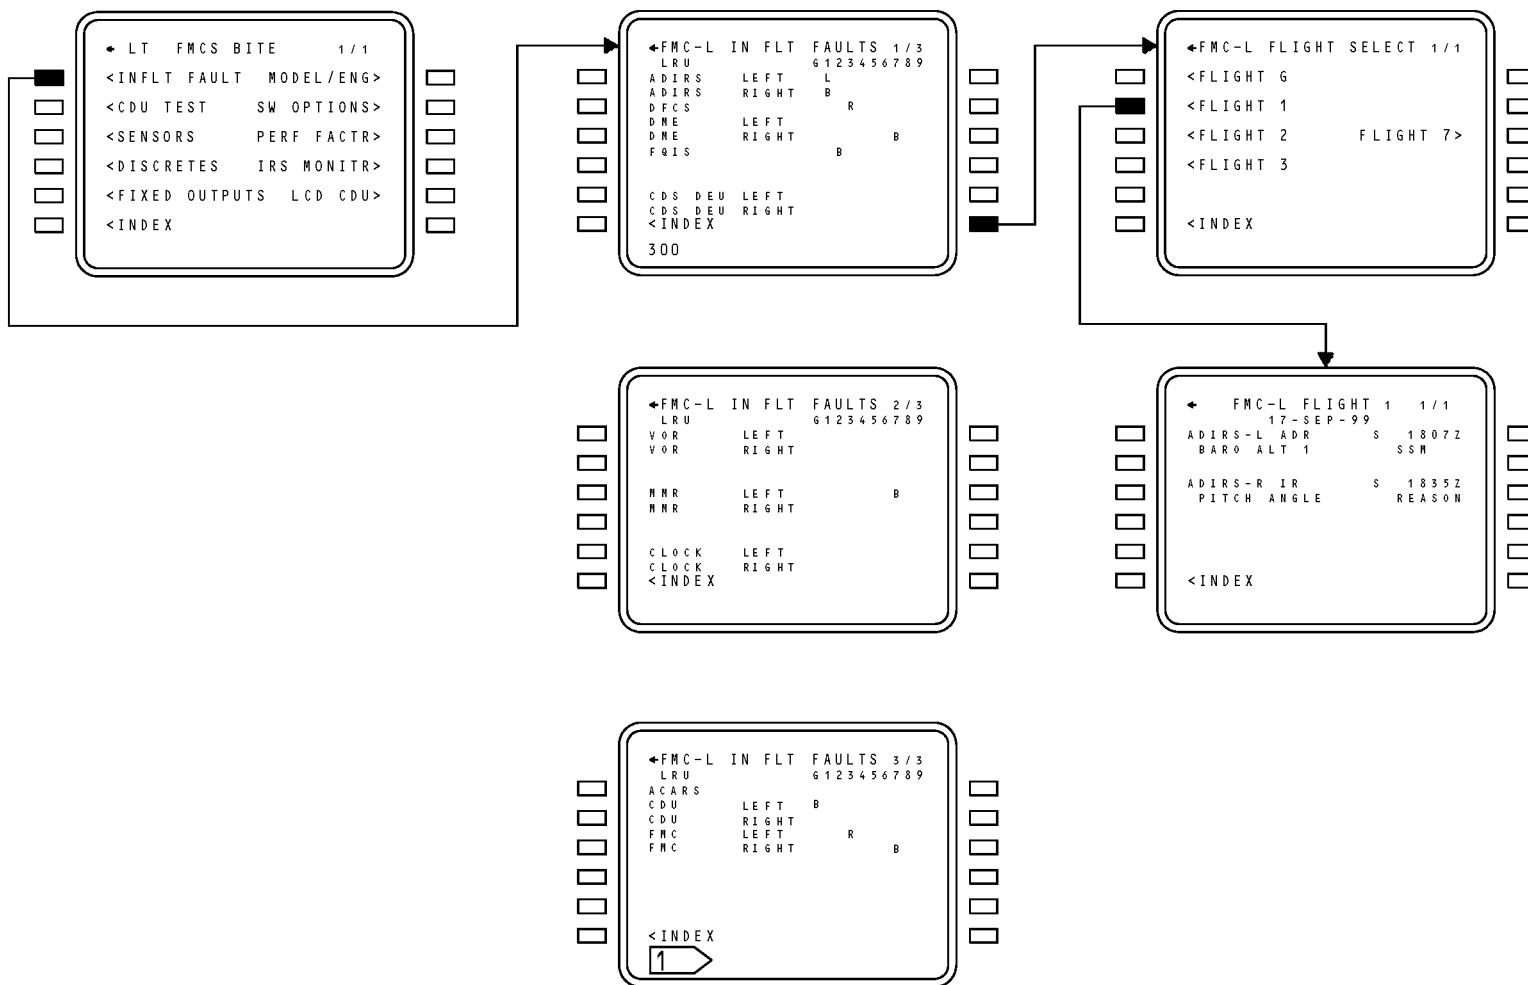 ← LT FMCS BITE 1/1
<INFLT FAULT MODEL/ENG>
<CDU TEST SW OPTIONS>
<SENSORS PERF FACTR>
<DISCRETES IRS MONITR>
<FIXED OUTPUTS LCD CDU>
<INDEX
←FMC-L IN FLT FAULTS 1/3
LRU G123456789
ADIRS LEFT L
ADIRS RIGHT B
DFCS R
DME LEFT
DME RIGHT B
FQIS B
CDS DEU LEFT
CDS DEU RIGHT
<INDEX
300
←FMC-L FLIGHT SELECT 1/1
<FLIGHT G
<FLIGHT 1
<FLIGHT 2 FLIGHT 7>
<FLIGHT 3
<INDEX
←FMC-L IN FLT FAULTS 2/3
LRU G123456789
VOR LEFT
VOR RIGHT
MMR LEFT B
MMR RIGHT
CLOCK LEFT
CLOCK RIGHT
<INDEX
← FMC-L FLIGHT 1 1/1
17-SEP-99
ADIRS-L ADR S 1807Z
BARO ALT 1 SSM
ADIRS-R IR S 1835Z
PITCH ANGLE REASON
<INDEX
←FMC-L IN FLT FAULTS 3/3
LRU G123456789
ACARS
CDU LEFT B
CDU RIGHT
FMC LEFT R
FMC RIGHT B
<INDEX
1